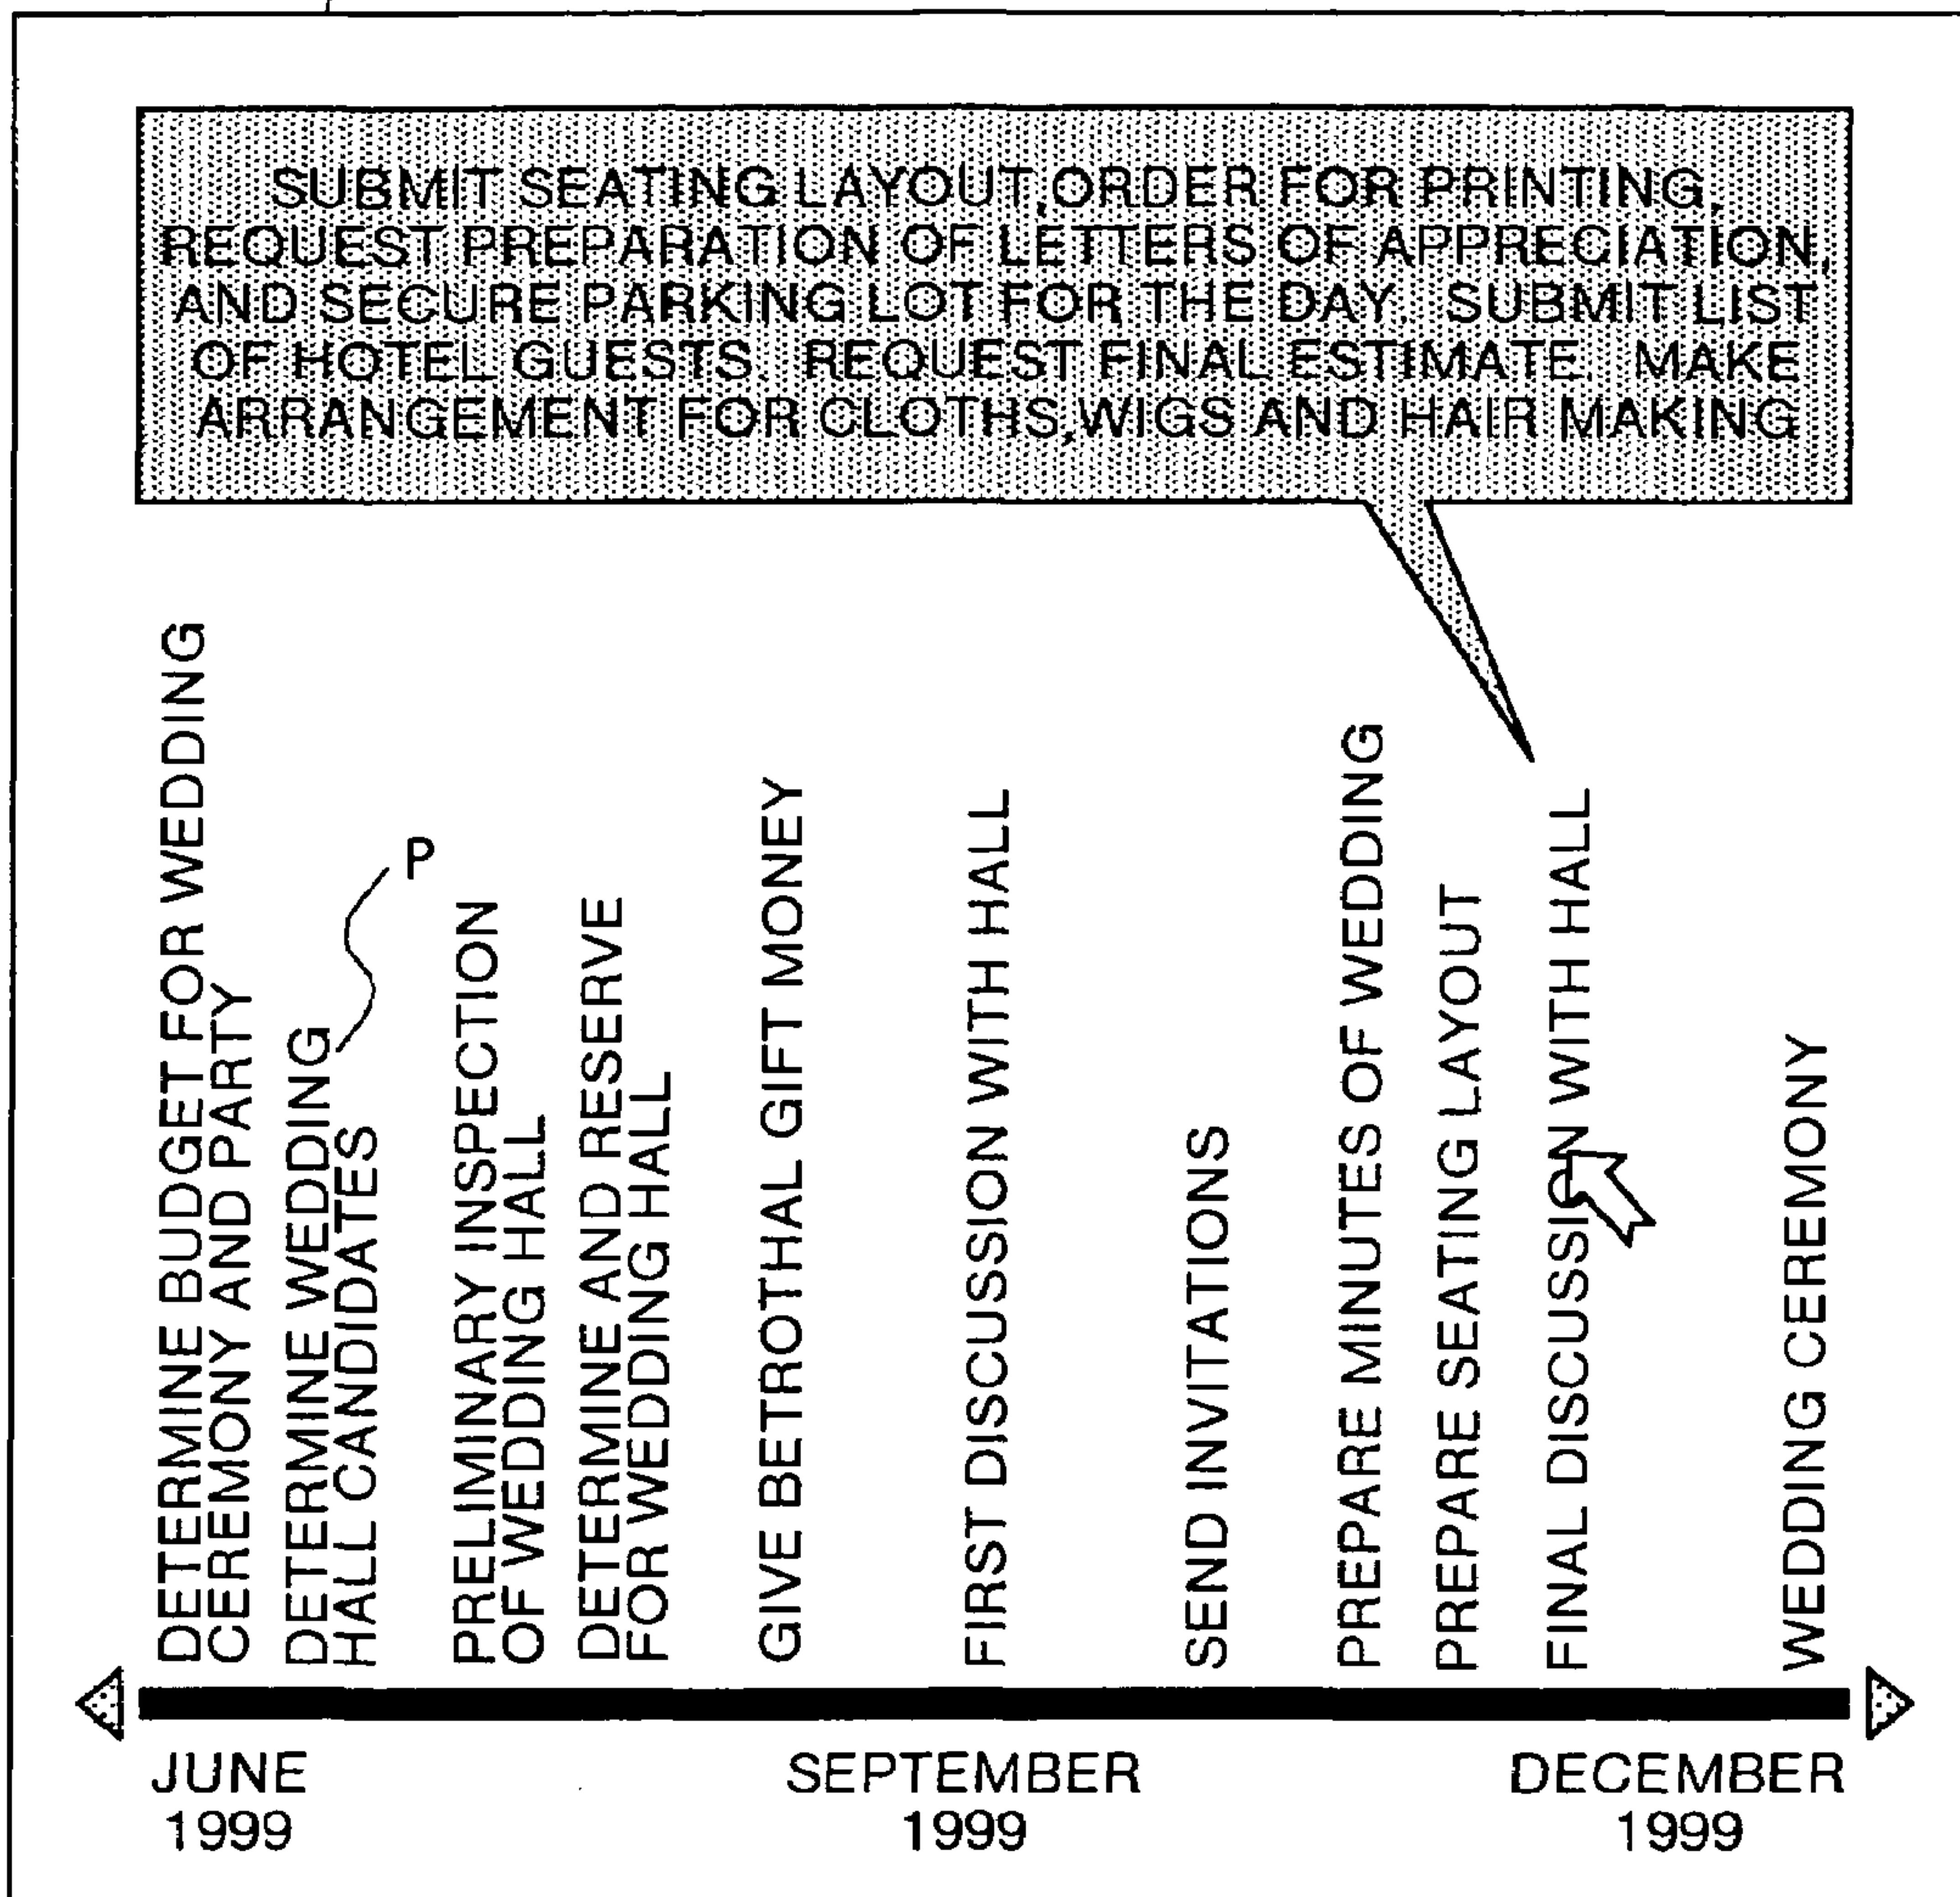 SUBMIT SEATING LAYOUT,ORDER FOR PRINTING,
REQUEST PREPARATION OF LETTERS OF APPRECIATION,
AND SECURE PARKING LOT FOR THE DAY. SUBMIT LIST
OF HOTEL GUESTS. REQUEST FINAL ESTIMATE. MAKE
ARRANGEMENT FOR CLOTHS,WIGS AND HAIR MAKING
DETERMINE BUDGET FOR WEDDING
CEREMONY AND PARTY
DETERMINE WEDDING
HALL CANDIDATES
P
PRELIMINARY INSPECTION
OF WEDDING HALL
DETERMINE AND RESERVE
FOR WEDDING HALL
GIVE BETROTHAL GIFT MONEY
FIRST DISCUSSION WITH HALL
SEND INVITATIONS
PREPARE MINUTES OF WEDDING
PREPARE SEATING LAYOUT
FINAL DISCUSSION WITH HALL
WEDDING CEREMONY
JUNE
1999
SEPTEMBER
1999
DECEMBER
1999